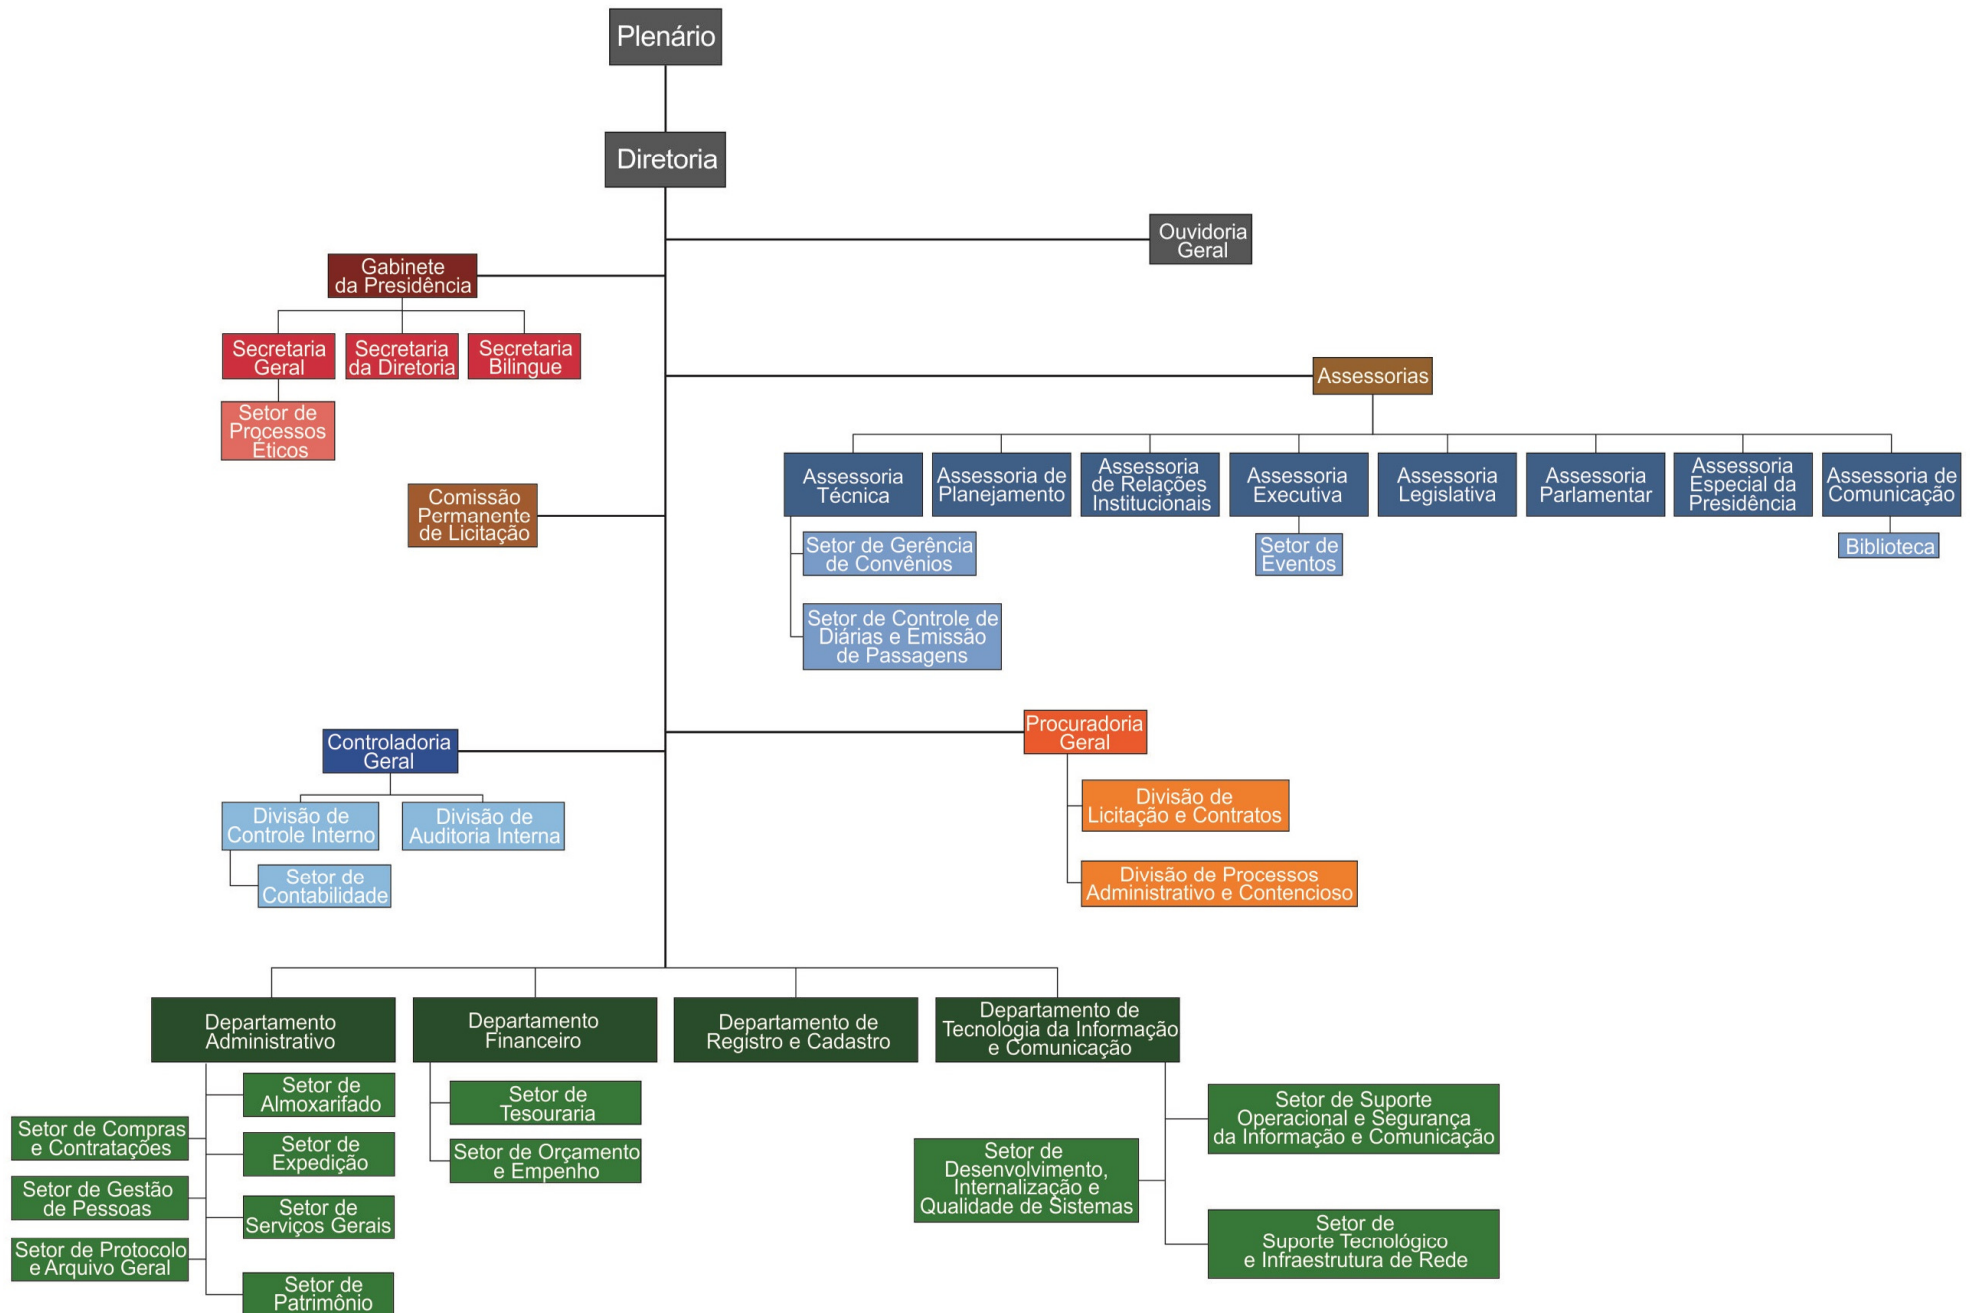 Plenário
Diretoria
Ouvidoria
Geral
Gabinete
da Presidência
Secretaria
Geral
Secretaria
da Diretoria
Secretaria
Bilingue
Setor de
Processos
Éticos
Assessorias
Assessoria
Técnica
Assessoria de
Planejamento
Assessoria
de Relações
Institucionais
Assessoria
Executiva
Assessoria
Legislativa
Assessoria
Parlamentar
Assessoria
Especial da
Presidência
Assessoria de
Comunicação
Setor de Gerência
de Convênios
Setor de
Eventos
Biblioteca
Setor de Controle de
Diárias e Emissão
de Passagens
Comissão
Permanente
de Licitação
Controladoria
Geral
Divisão de
Controle Interno
Divisão de
Auditoria Interna
Setor de
Contabilidade
Procuradoria
Geral
Divisão de
Licitação e Contratos
Divisão de Processos
Administrativo e Contencioso
Departamento
Administrativo
Departamento
Financeiro
Departamento de
Registro e Cadastro
Departamento de
Tecnologia da Informação
e Comunicação
Setor de
Almoxarifado
Setor de Compras
e Contratações
Setor de
Expedição
Setor de Gestão
de Pessoas
Setor de
Serviços Gerais
Setor de Protocolo
e Arquivo Geral
Setor de
Patrimônio
Setor de
Tesouraria
Setor de Orçamento
e Empenho
Setor de Suporte
Operacional e Segurança
da Informação e Comunicação
Setor de
Desenvolvimento,
Internalização e
Qualidade de Sistemas
Setor de
Suporte Tecnológico
e Infraestrutura de Rede